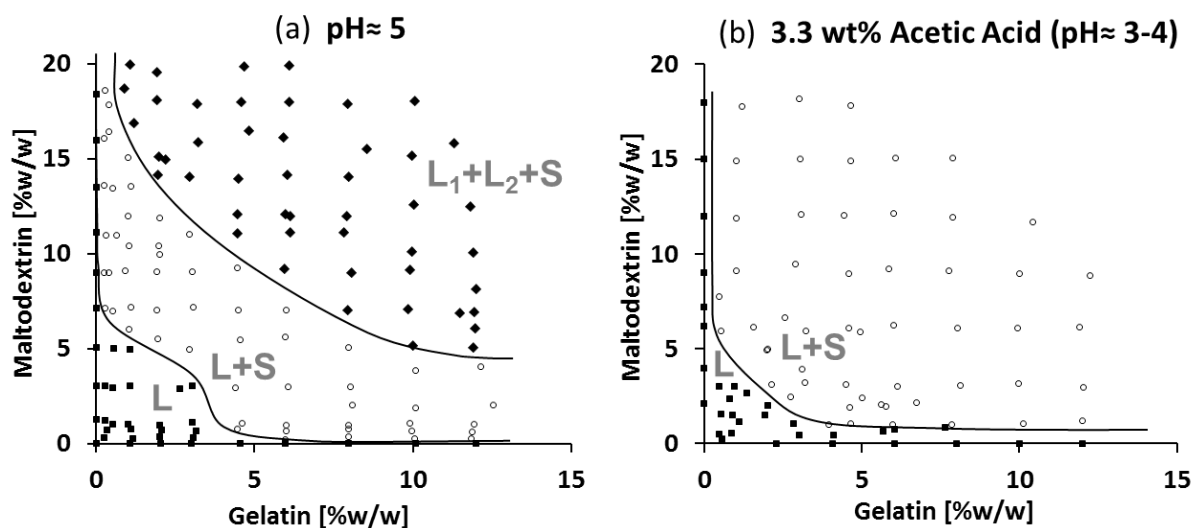 (a) pH≈ 5
20
15
10
5
0
Maltodextrin [%w/w]
L₁+L₂+S
L+S
L
0 5 10 15
Gelatin [%w/w]
(b) 3.3 wt% Acetic Acid (pH≈ 3-4)
20
15
10
5
0
Maltodextrin [%w/w]
L+S
L
0 5 10 15
Gelatin [%w/w]